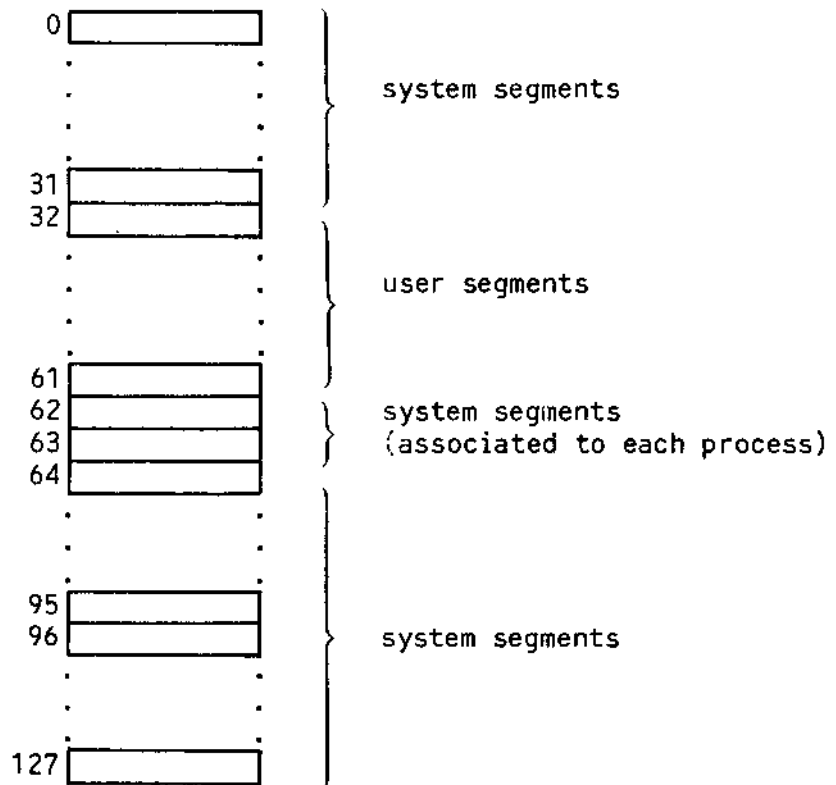 0
system segments
31
32
user segments
61
62
system segments
63
(associated to each process)
64
95
96
system segments
127